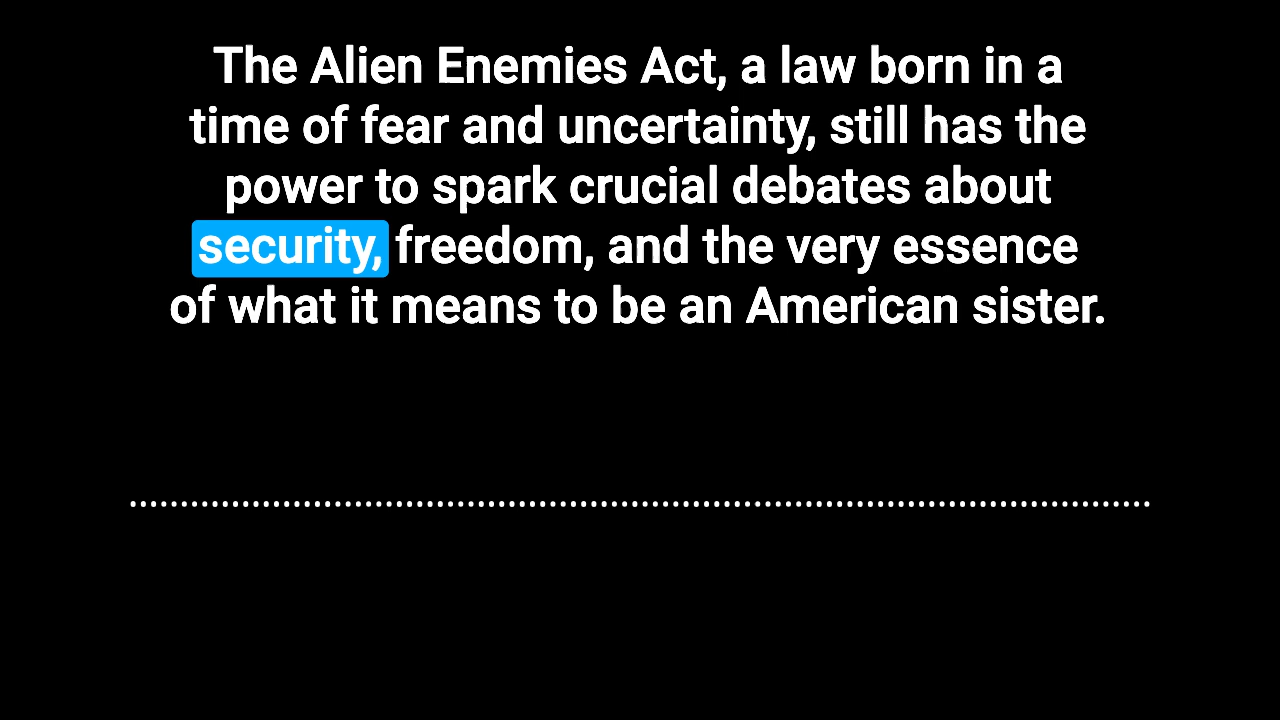 The Alien Enemies Act, a law born in a
time of fear and uncertainty, still has the
power to spark crucial debates about
security, freedom, and the very essence
of what it means to be an American sister.